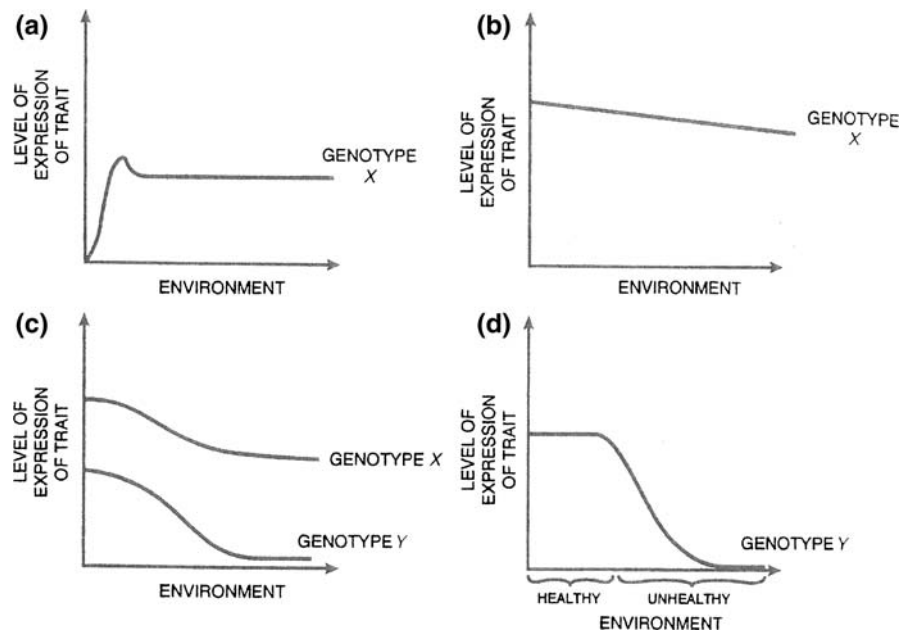 (a)
LEVEL OF
EXPRESSION
OF TRAIT
GENOTYPE
X
ENVIRONMENT
(b)
LEVEL OF
EXPRESSION
OF TRAIT
GENOTYPE
X
ENVIRONMENT
(c)
LEVEL OF
EXPRESSION
OF TRAIT
GENOTYPE X
GENOTYPE Y
ENVIRONMENT
(d)
LEVEL OF
EXPRESSION
OF TRAIT
GENOTYPE Y
HEALTHY UNHEALTHY
ENVIRONMENT